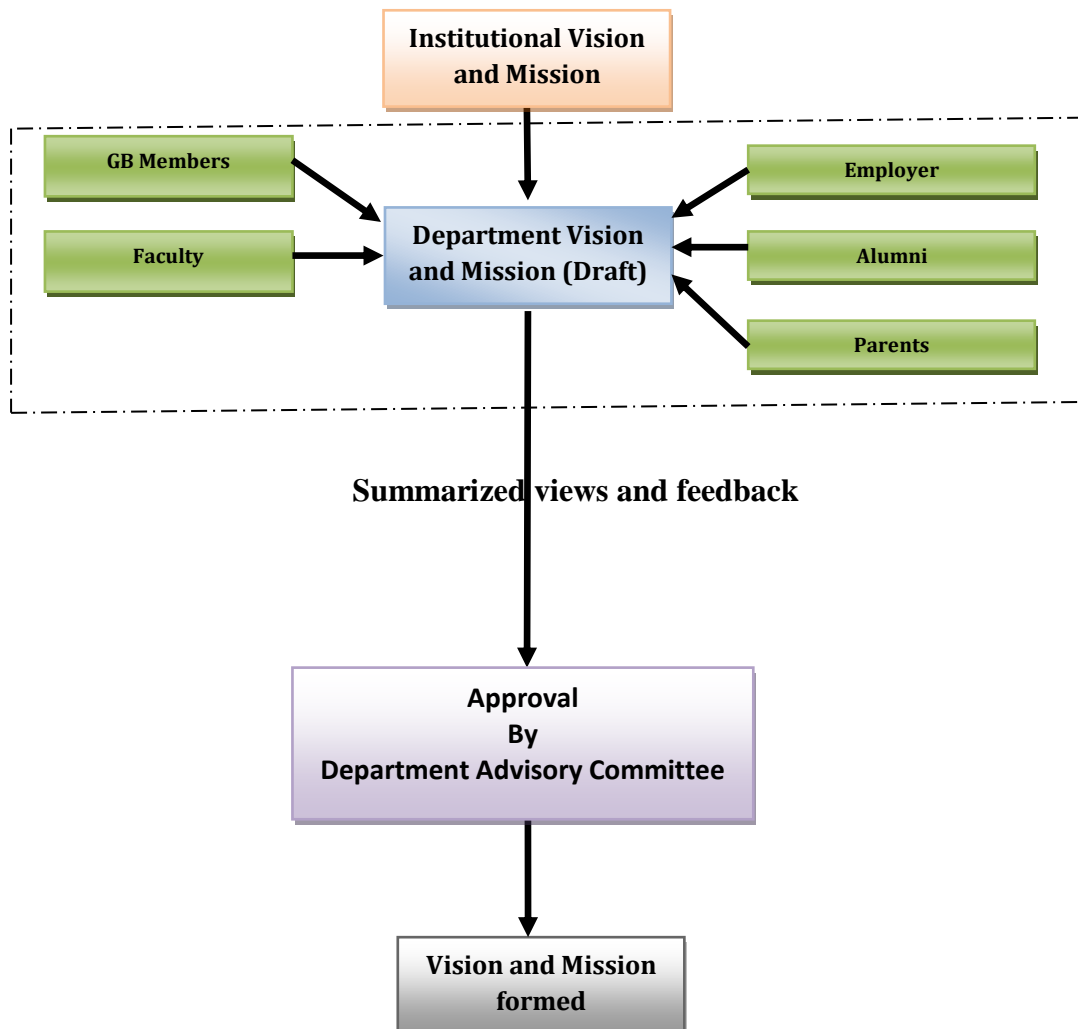 Institutional Vision
and Mission
GB Members
Faculty
Department Vision
and Mission (Draft)
Employer
Alumni
Parents
Summarized views and feedback
Approval
By
Department Advisory Committee
Vision and Mission
formed